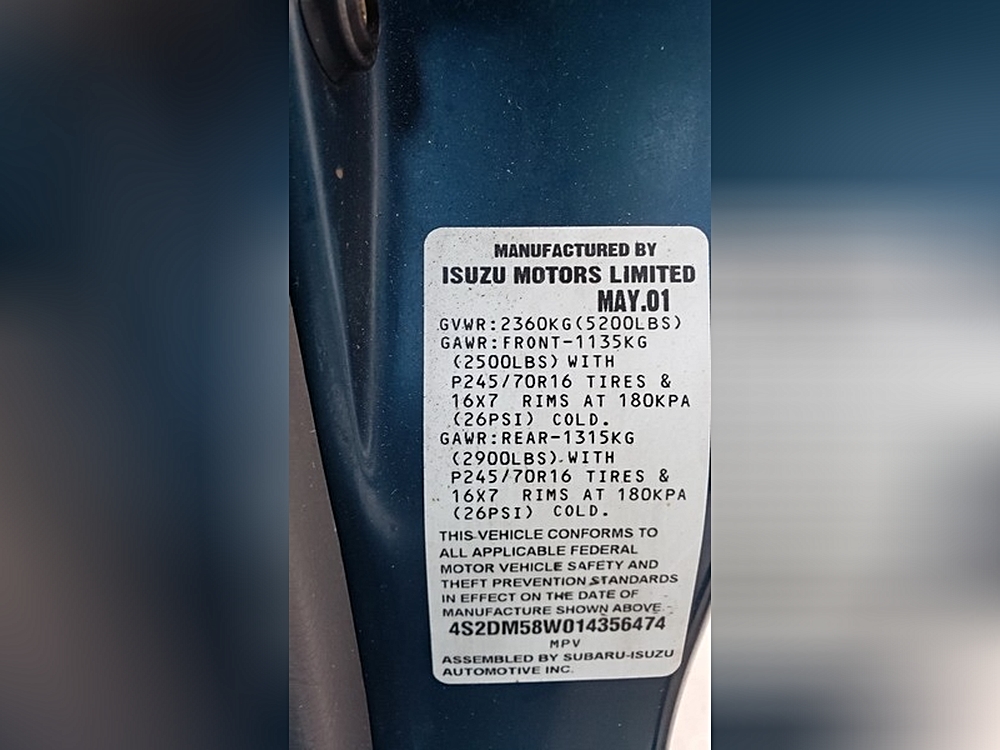 MANUFACTURED BY
ISUZU MOTORS LIMITED
MAY.01
GVWR:2360KG(5200LBS)
GAWR:FRONT-1135KG
(2500LBS) WITH
P245/70R16 TIRES &
16X7 RIMS AT 180KPA
(26PSI) COLD.
GAWR:REAR-1315KG
(2900LBS) WITH
P245/70R16 TIRES &
16X7 RIMS AT 180KPA
(26PSI) COLD.
THIS VEHICLE CONFORMS TO
ALL APPLICABLE FEDERAL
MOTOR VEHICLE SAFETY AND
THEFT PREVENTION STANDARDS
IN EFFECT ON THE DATE OF
MANUFACTURE SHOWN ABOVE
4S2DM58W014356474
MPV
ASSEMBLED BY SUBARU-ISUZU
AUTOMOTIVE INC.